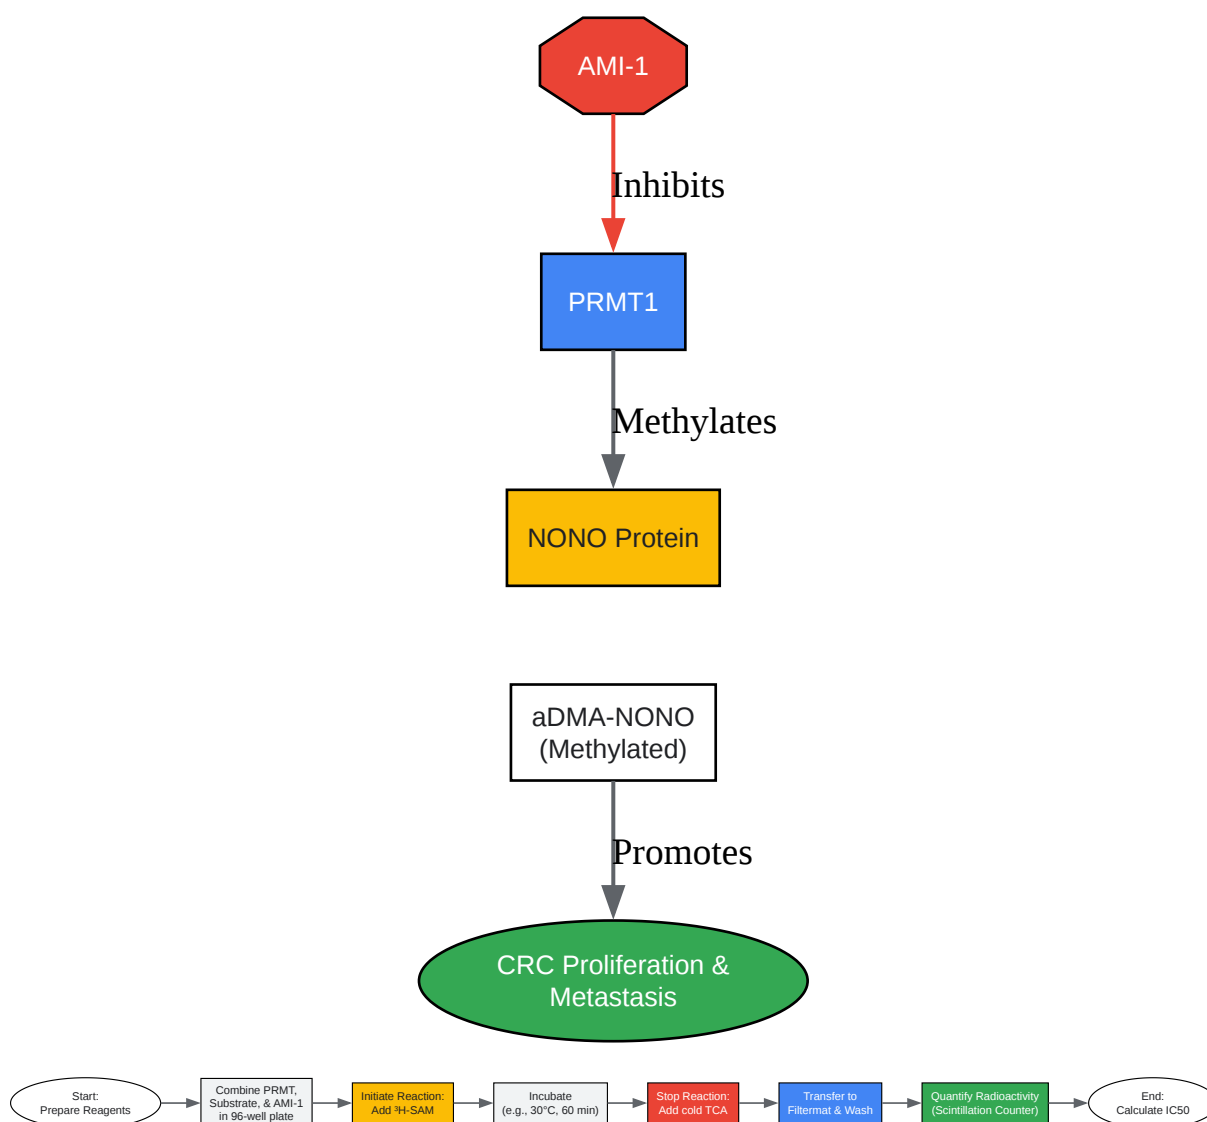 AMI-1
Inhibits
PRMT1
Methylates
NONO Protein
aDMA-NONO
(Methylated)
Promotes
CRC Proliferation &
Metastasis
Start:
Prepare Reagents
Combine PRMT,
Substrate, & AMI-1
in 96-well plate
Initiate Reaction:
Add ³H-SAM
Incubate
(e.g., 30°C, 60 min)
Stop Reaction:
Add cold TCA
Transfer to
Filtermat & Wash
Quantify Radioactivity
(Scintillation Counter)
End:
Calculate IC50